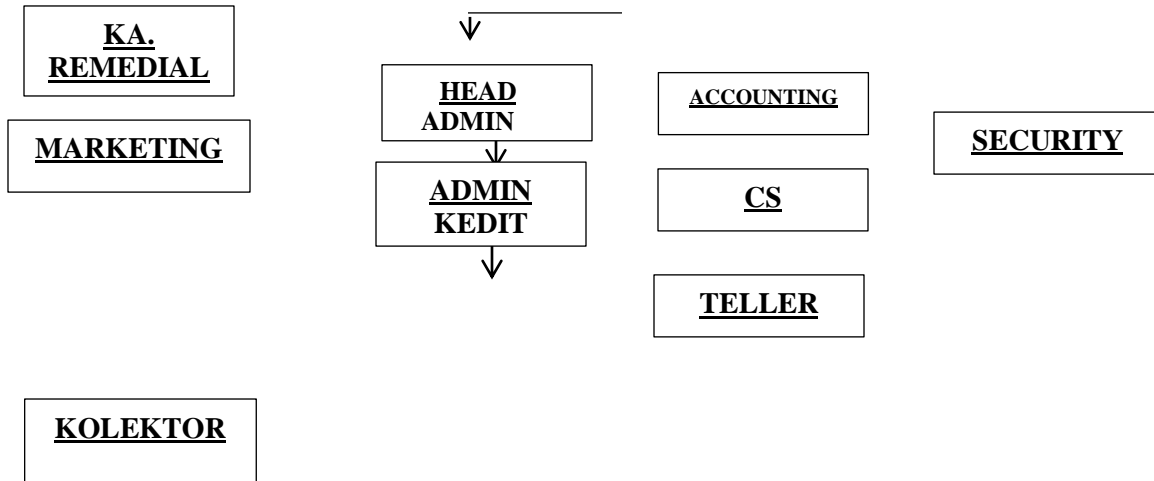 KA.
REMEDIAL
MARKETING
HEAD
ADMIN
ADMIN
KEDIT
ACCOUNTING
CS
TELLER
SECURITY
KOLEKTOR